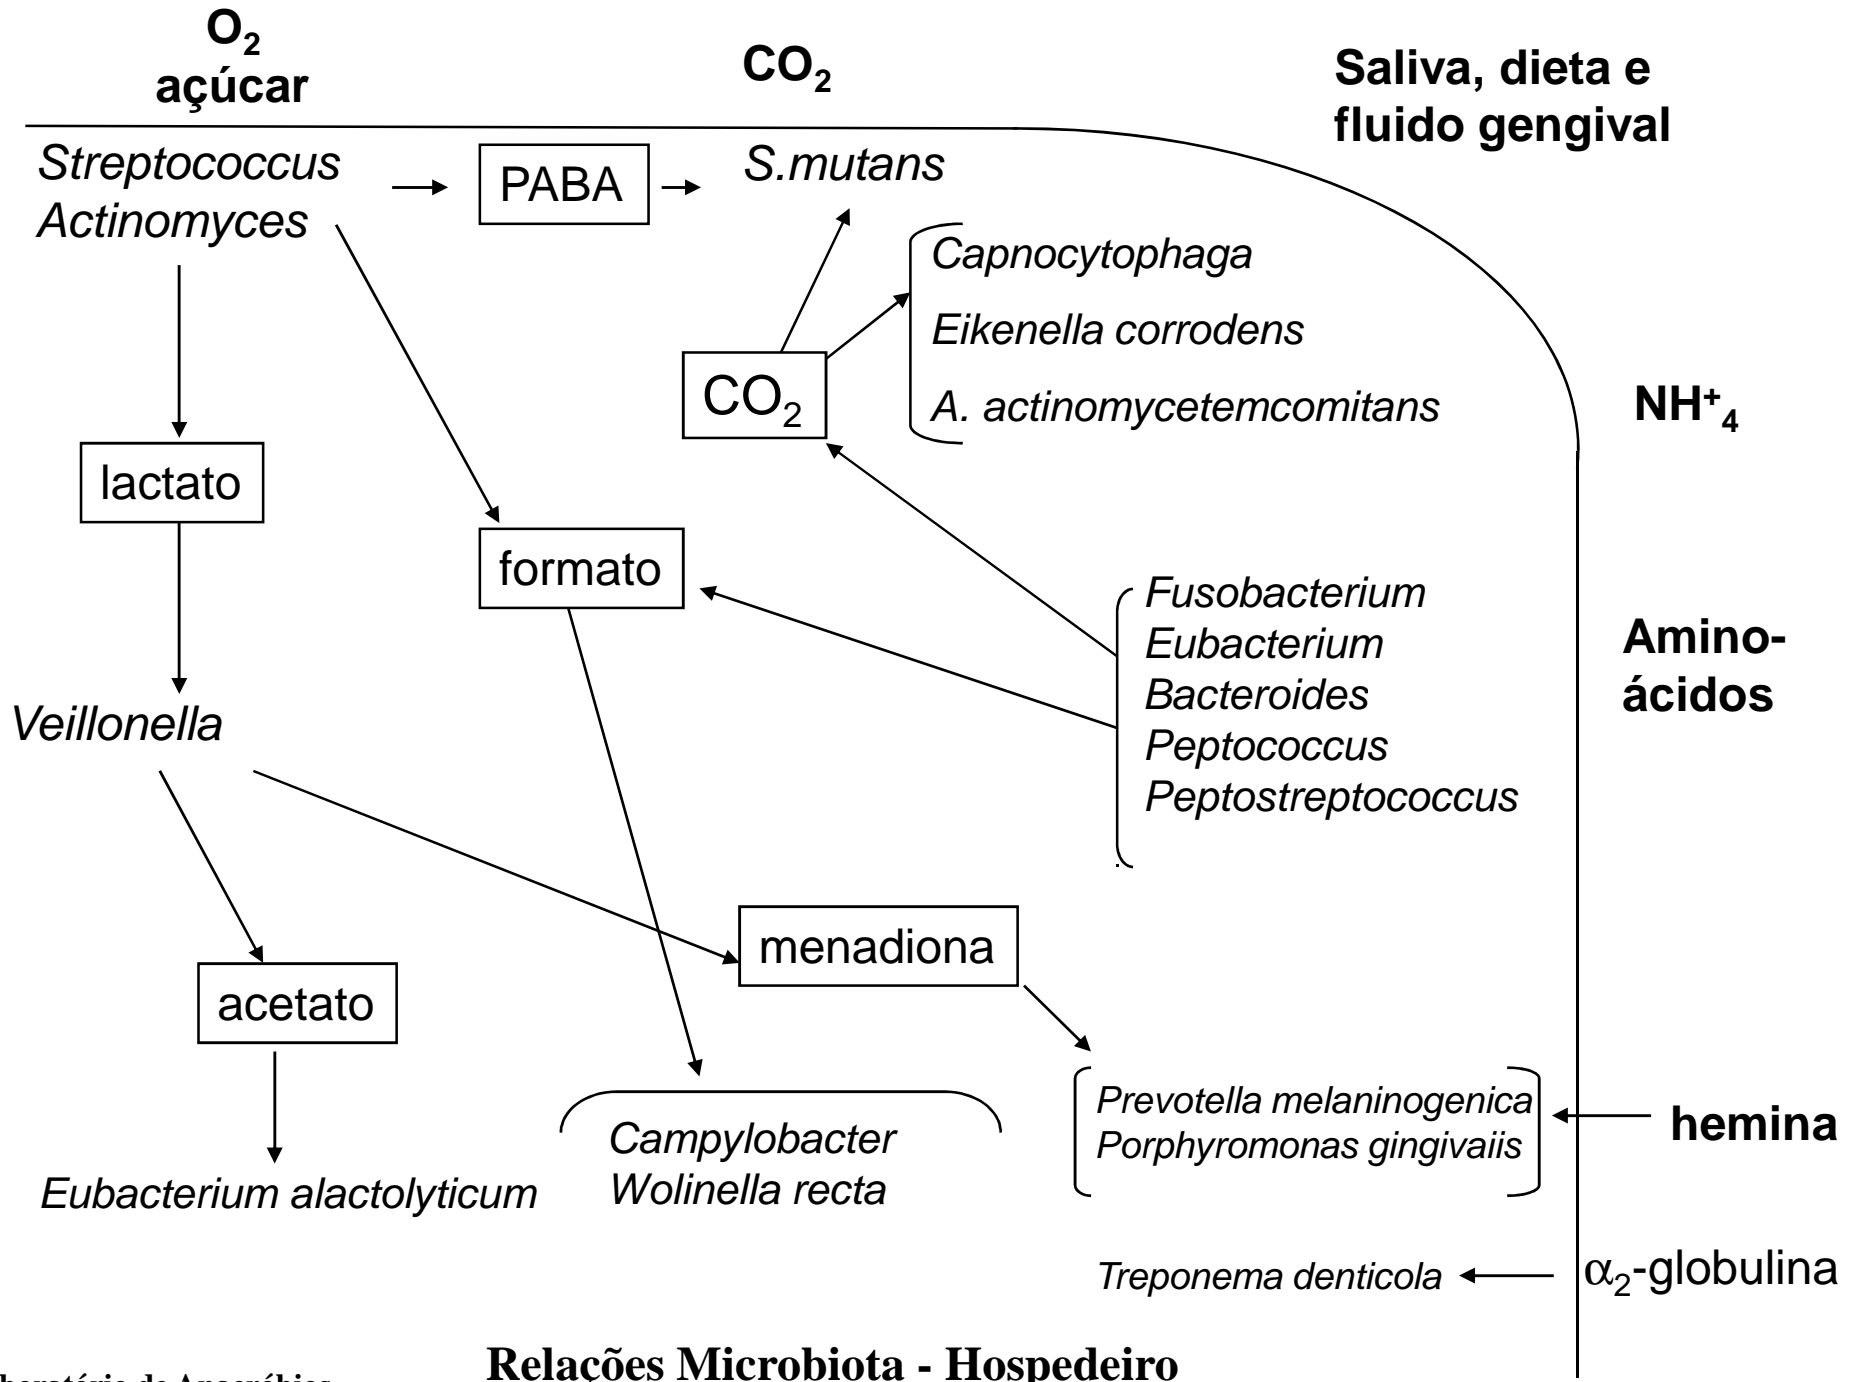 O₂
açúcar
CO₂
Saliva, dieta e
fluido gengival
Streptococcus
Actinomyces
PABA
S.mutans
Capnocytophaga
Eikenella corrodens
A. actinomycetemcomitans
CO₂
NH⁺₄
lactato
formato
Fusobacterium
Eubacterium
Bacteroides
Peptococcus
Peptostreptococcus
Amino-
ácidos
Veillonella
menadiona
acetato
Prevotella melaninogenica
Porphyromonas gingivaiis
hemina
Campylobacter
Wolinella recta
Eubacterium alactolyticum
Treponema denticola
α₂-globulina
Relações Microbiota - Hospedeiro
de Anaeróbios